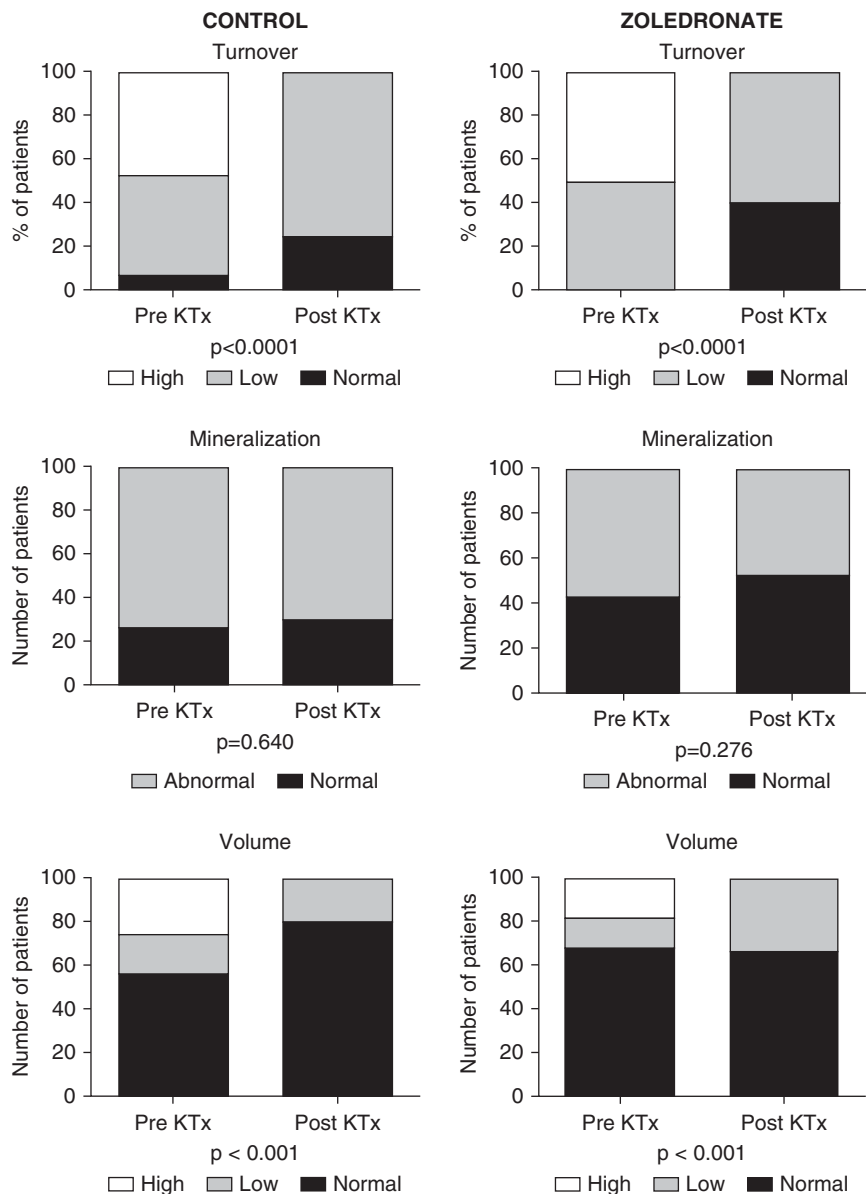 CONTROL
Turnover
% of patients
100
80
60
40
20
0
Pre KTx Post KTx
p<0.0001
High Low Normal
ZOLEDRONATE
Turnover
% of patients
100
80
60
40
20
0
Pre KTx Post KTx
p<0.0001
High Low Normal
Mineralization
Number of patients
100
80
60
40
20
0
Pre KTx Post KTx
p=0.640
Abnormal Normal
Mineralization
Number of patients
100
80
60
40
20
0
Pre KTx Post KTx
p=0.276
Abnormal Normal
Volume
Number of patients
100
80
60
40
20
0
Pre KTx Post KTx
p < 0.001
High Low Normal
Volume
Number of patients
100
80
60
40
20
0
Pre KTx Post KTx
p < 0.001
High Low Normal